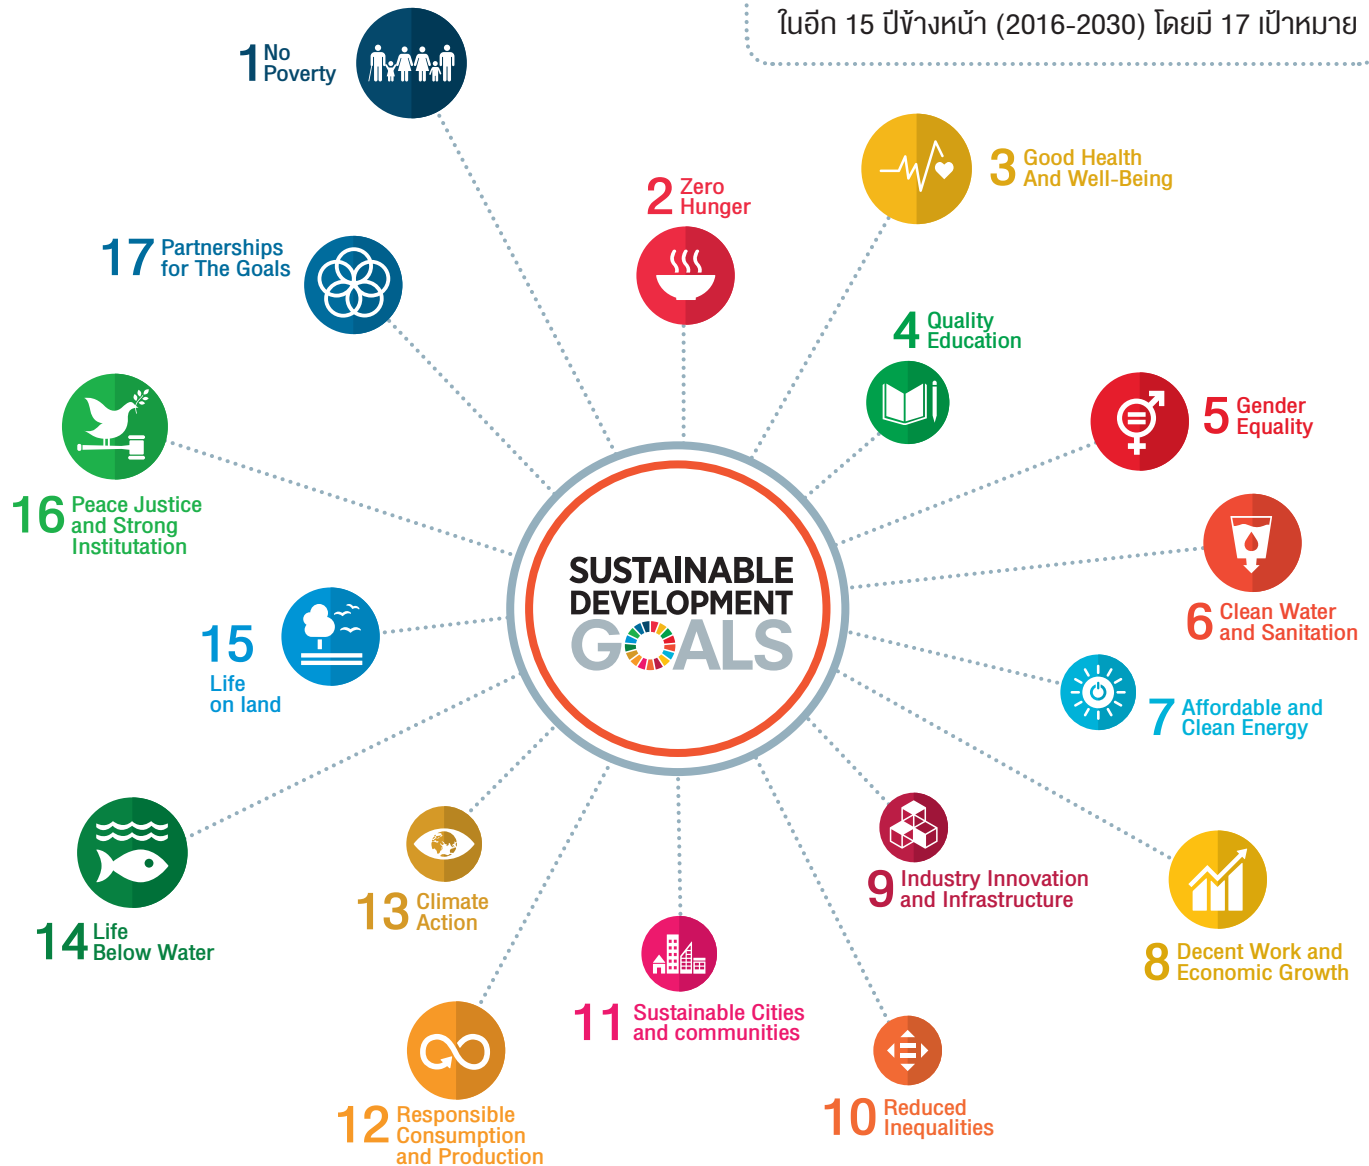 ในอีก 15 ปีข้างหน้า (2016-2030) โดยมี 17 เป้าหมาย
1 No
Poverty
2 Zero
Hunger
3 Good Health
And Well-Being
4 Quality
Education
5 Gender
Equality
6 Clean Water
and Sanitation
7 Affordable and
Clean Energy
8 Decent Work and
Economic Growth
9 Industry Innovation
and Infrastructure
10 Reduced
Inequalities
11 Sustainable Cities
and communities
12 Responsible
Consumption
and Production
13 Climate
Action
14 Life
Below Water
15
Life
on land
16 Peace Justice
and Strong
Institutation
17 Partnerships
for The Goals
SUSTAINABLE
DEVELOPMENT
GOALS